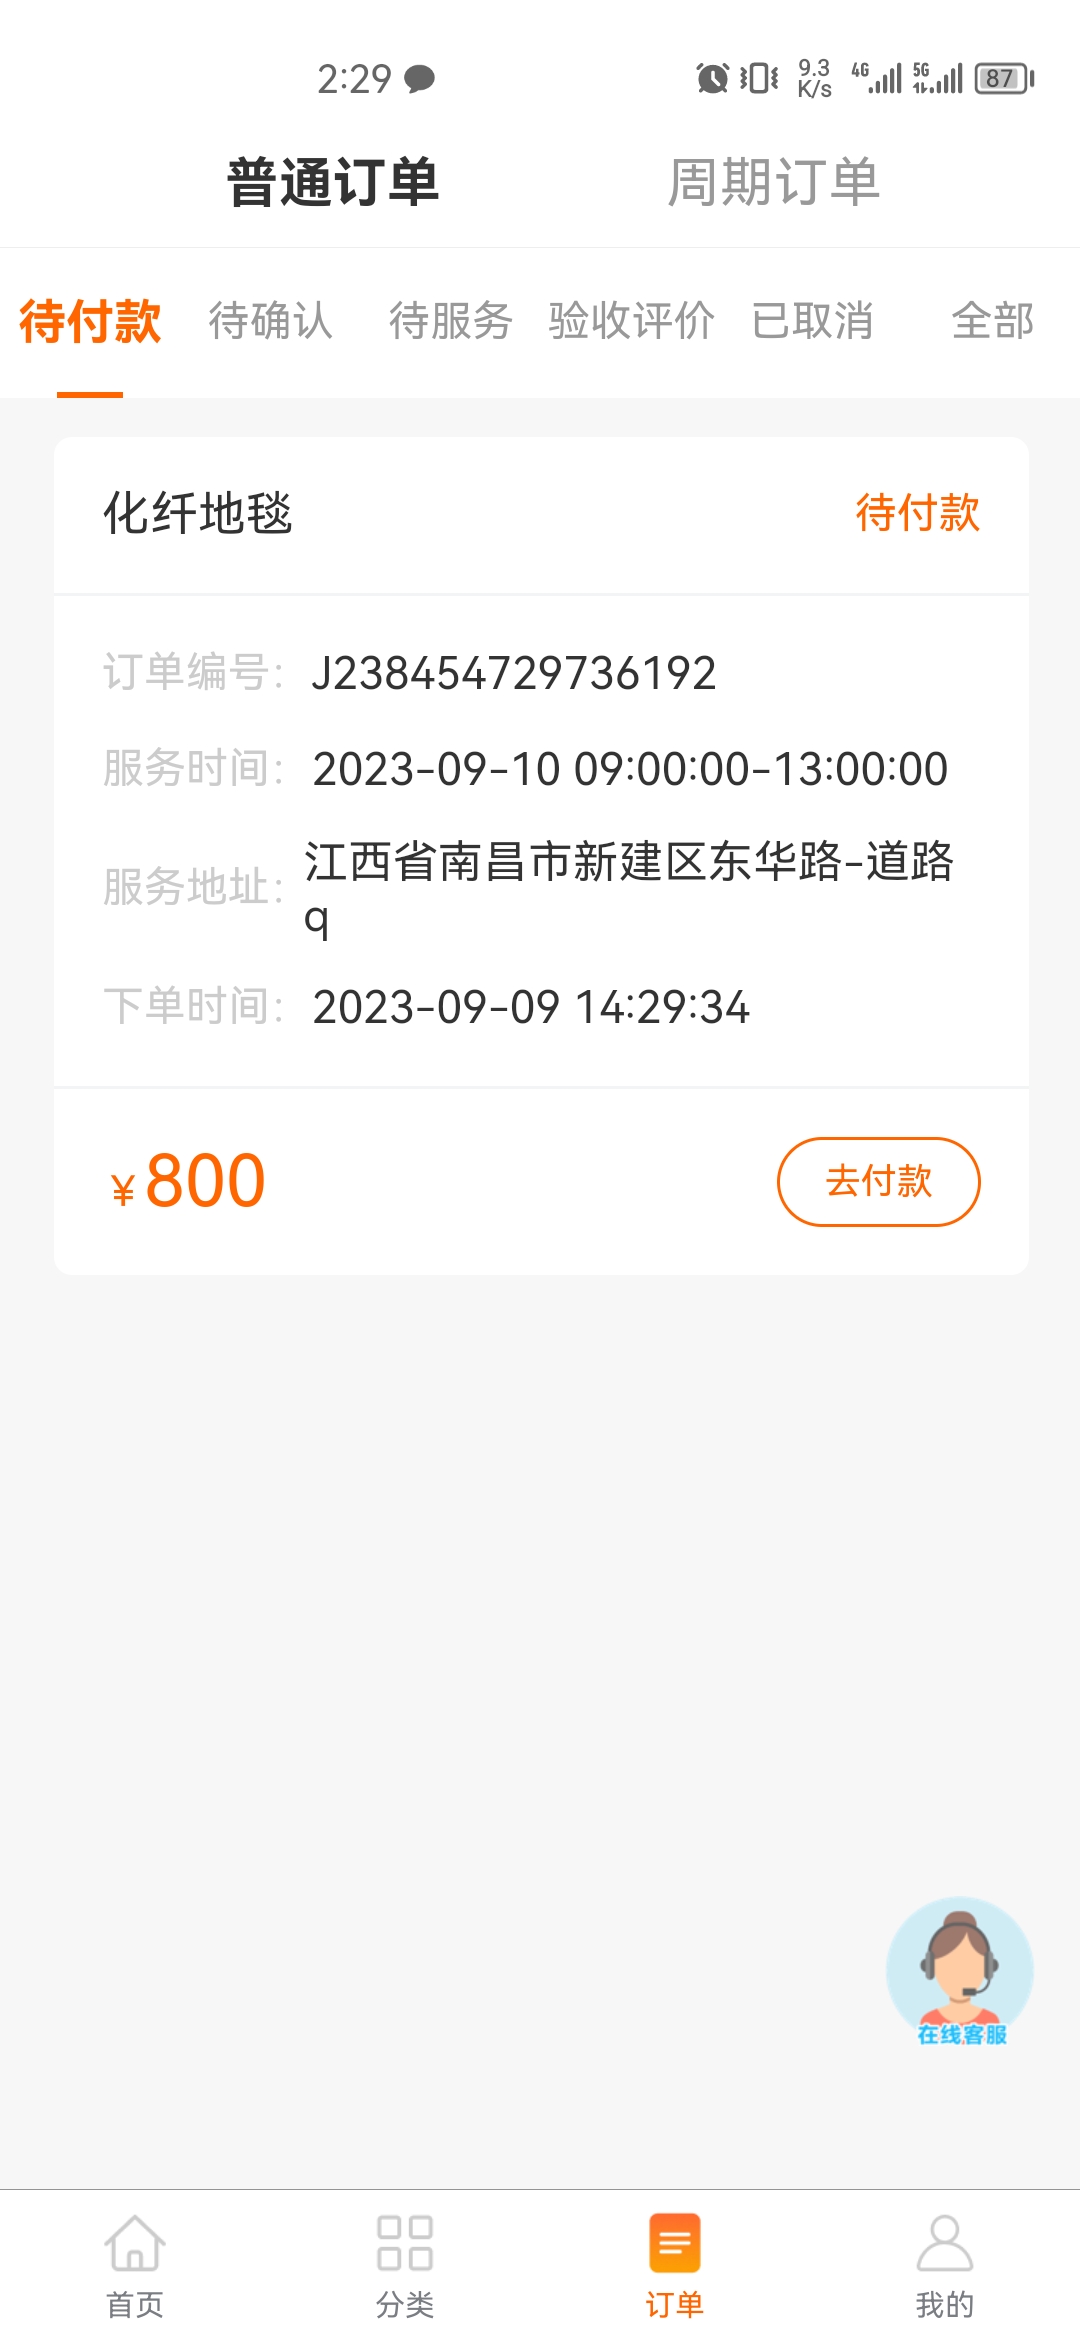 2:29
9.3 K/s 4G 5G 87
普通订单 周期订单
待付款 待确认 待服务 验收评价 已取消 全部
化纤地毯 待付款
订单编号: J238454729736192
服务时间: 2023-09-10 09:00:00-13:00:00
服务地址: 江西省南昌市新建区东华路-道路
q
下单时间: 2023-09-09 14:29:34
¥800 去付款
在线客服
首页 分类 订单 我的